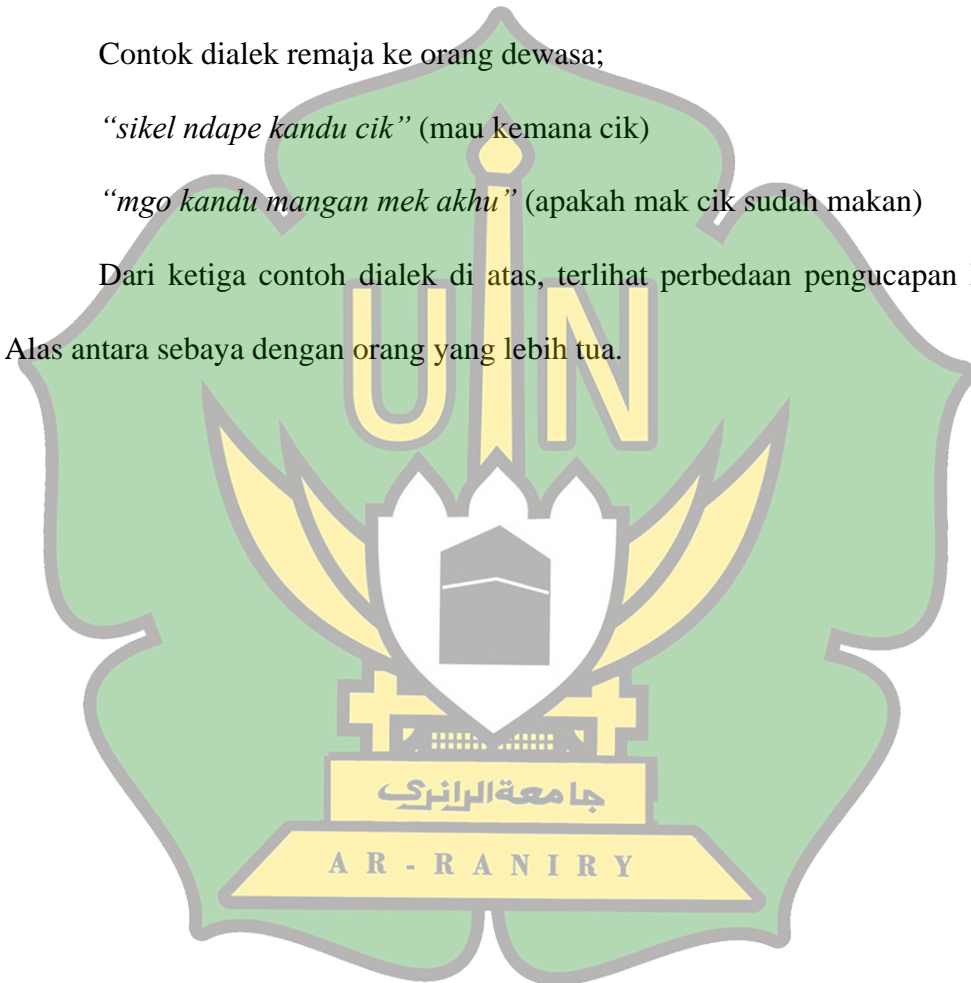 Contok dialek remaja ke orang dewasa;
“sikel ndape kandu cik” (mau kemana cik)
“mgo kandu mangan mek akhu” (apakah mak cik sudah makan)
Dari ketiga contoh dialek di atas, terlihat perbedaan pengucapan
Alas antara sebaya dengan orang yang lebih tua.
UIN
جامعة الرانري
AR-RANIRY